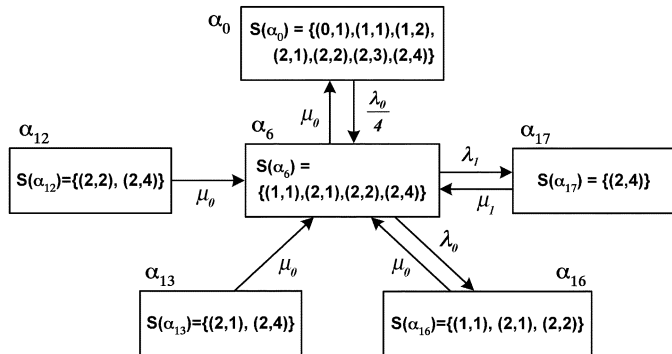 α₀
S(α₀) = {(0,1),(1,1),(1,2),
(2,1),(2,2),(2,3),(2,4)}
μ₀
λ₀/4
α₁₂
S(α₁₂)={(2,2), (2,4)}
μ₀
α₆
S(α₆) =
{(1,1),(2,1),(2,2),(2,4)}
λ₁
μ₁
α₁₇
S(α₁₇) = {(2,4)}
μ₀
μ₀
λ₀
α₁₃
S(α₁₃)={(2,1), (2,4)}
α₁₆
S(α₁₆)={(1,1), (2,1), (2,2)}